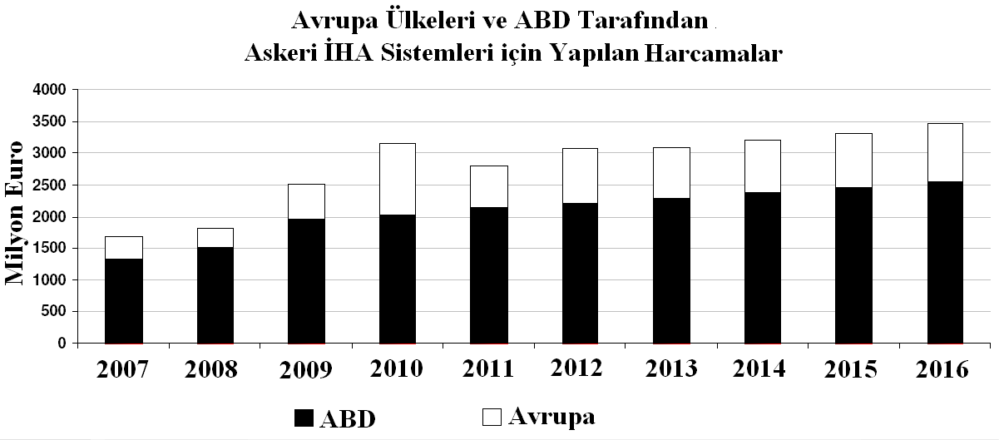 Avrupa Ülkeleri ve ABD Tarafından
Askeri İHA Sistemleri için Yapılan Harcamalar
Milyon Euro
4000
3500
3000
2500
2000
1500
1000
500
0
2007 2008 2009 2010 2011 2012 2013 2014 2015 2016
ABD Avrupa